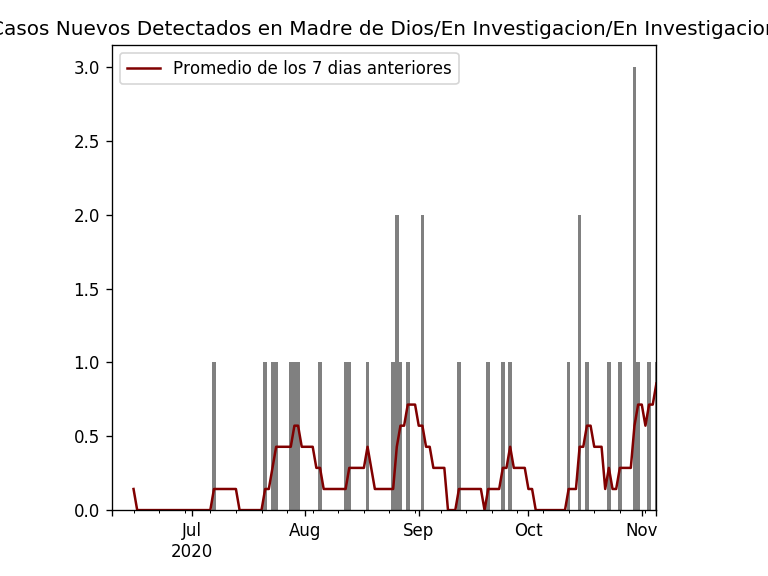 Casos Nuevos Detectados en Madre de Dios/En Investigacion/En Investigacion
Promedio de los 7 dias anteriores
3.0
2.5
2.0
1.5
1.0
0.5
0.0
Jul Aug Sep Oct Nov
2020